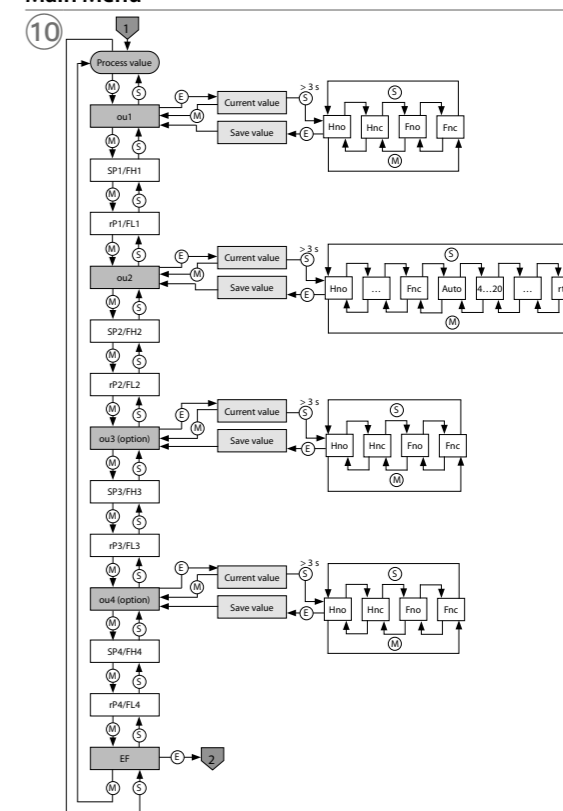 Main Menu
10
1
Process value
M S
ou1
E Current value > 3 s S
M
Save value E
Hno Hnc Fno Fnc
S
M
M S
SP1/FH1
M S
rP1/FL1
M S
ou2
E Current value > 3 s S
M
Save value E
Hno … Fnc Auto 4…20 …
S
M
M S
SP2/FH2
M S
rP2/FL2
M S
ou3 (option)
E Current value > 3 s S
M
Save value E
Hno Hnc Fno Fnc
S
M
M S
SP3/FH3
M S
rP3/FL3
M S
ou4 (option)
E Current value > 3 s S
M
Save value E
Hno Hnc Fno Fnc
S
M
M S
SP4/FH4
M S
rP4/FL4
M S
EF E 2
M S